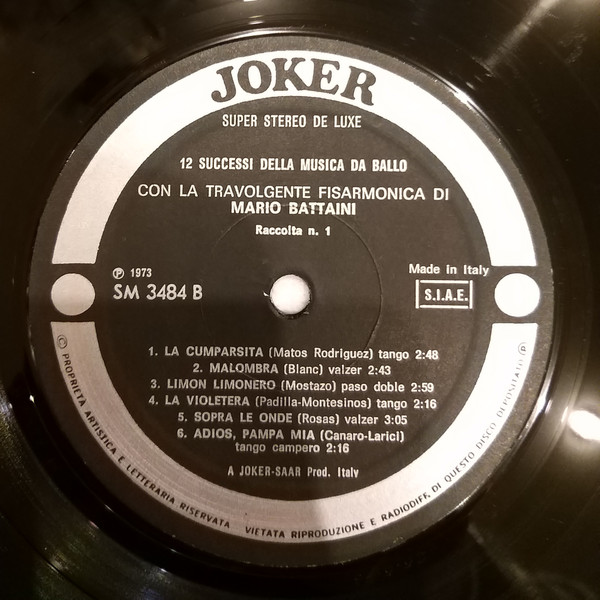 JOKER
SUPER STEREO DE LUXE
12 SUCCESSI DELLA MUSICA DA BALLO
CON LA TRAVOLGENTE FISARMONICA DI
MARIO BATTAINI
Raccolta n. 1
℗ 1973
SM 3484 B
Made in Italy
S.I.A.E.
1. LA CUMPARSITA (Matos Rodriguez) tango 2:48
2. MALOMBRA (Blanc) valzer 2:43
3. LIMON LIMONERO (Mostazo) paso doble 2:59
4. LA VIOLETERA (Padilla-Montesinos) tango 2:16
5. SOPRA LE ONDE (Rosas) valzer 3:05
6. ADIOS, PAMPA MIA (Canaro-Larici)
tango campero 2:16
A JOKER-SAAR Prod. Italy
© PROPRIETA ARTISTICA E LETTERARIA RISERVATA VIETATA RIPRODUZIONE E RADIODIFF. DI QUESTO DISCO DEPOSITATO ℗